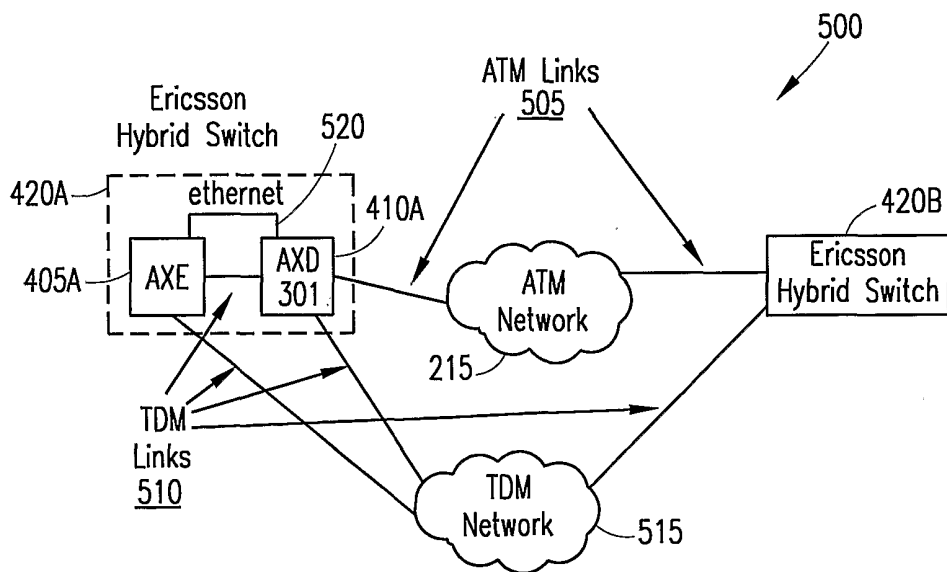 500
ATM Links
505
Ericsson
Hybrid Switch
520
420A
ethernet
410A
420B
405A
AXE
AXD
301
Ericsson
Hybrid Switch
ATM
Network
215
TDM
Links
510
TDM
Network
515